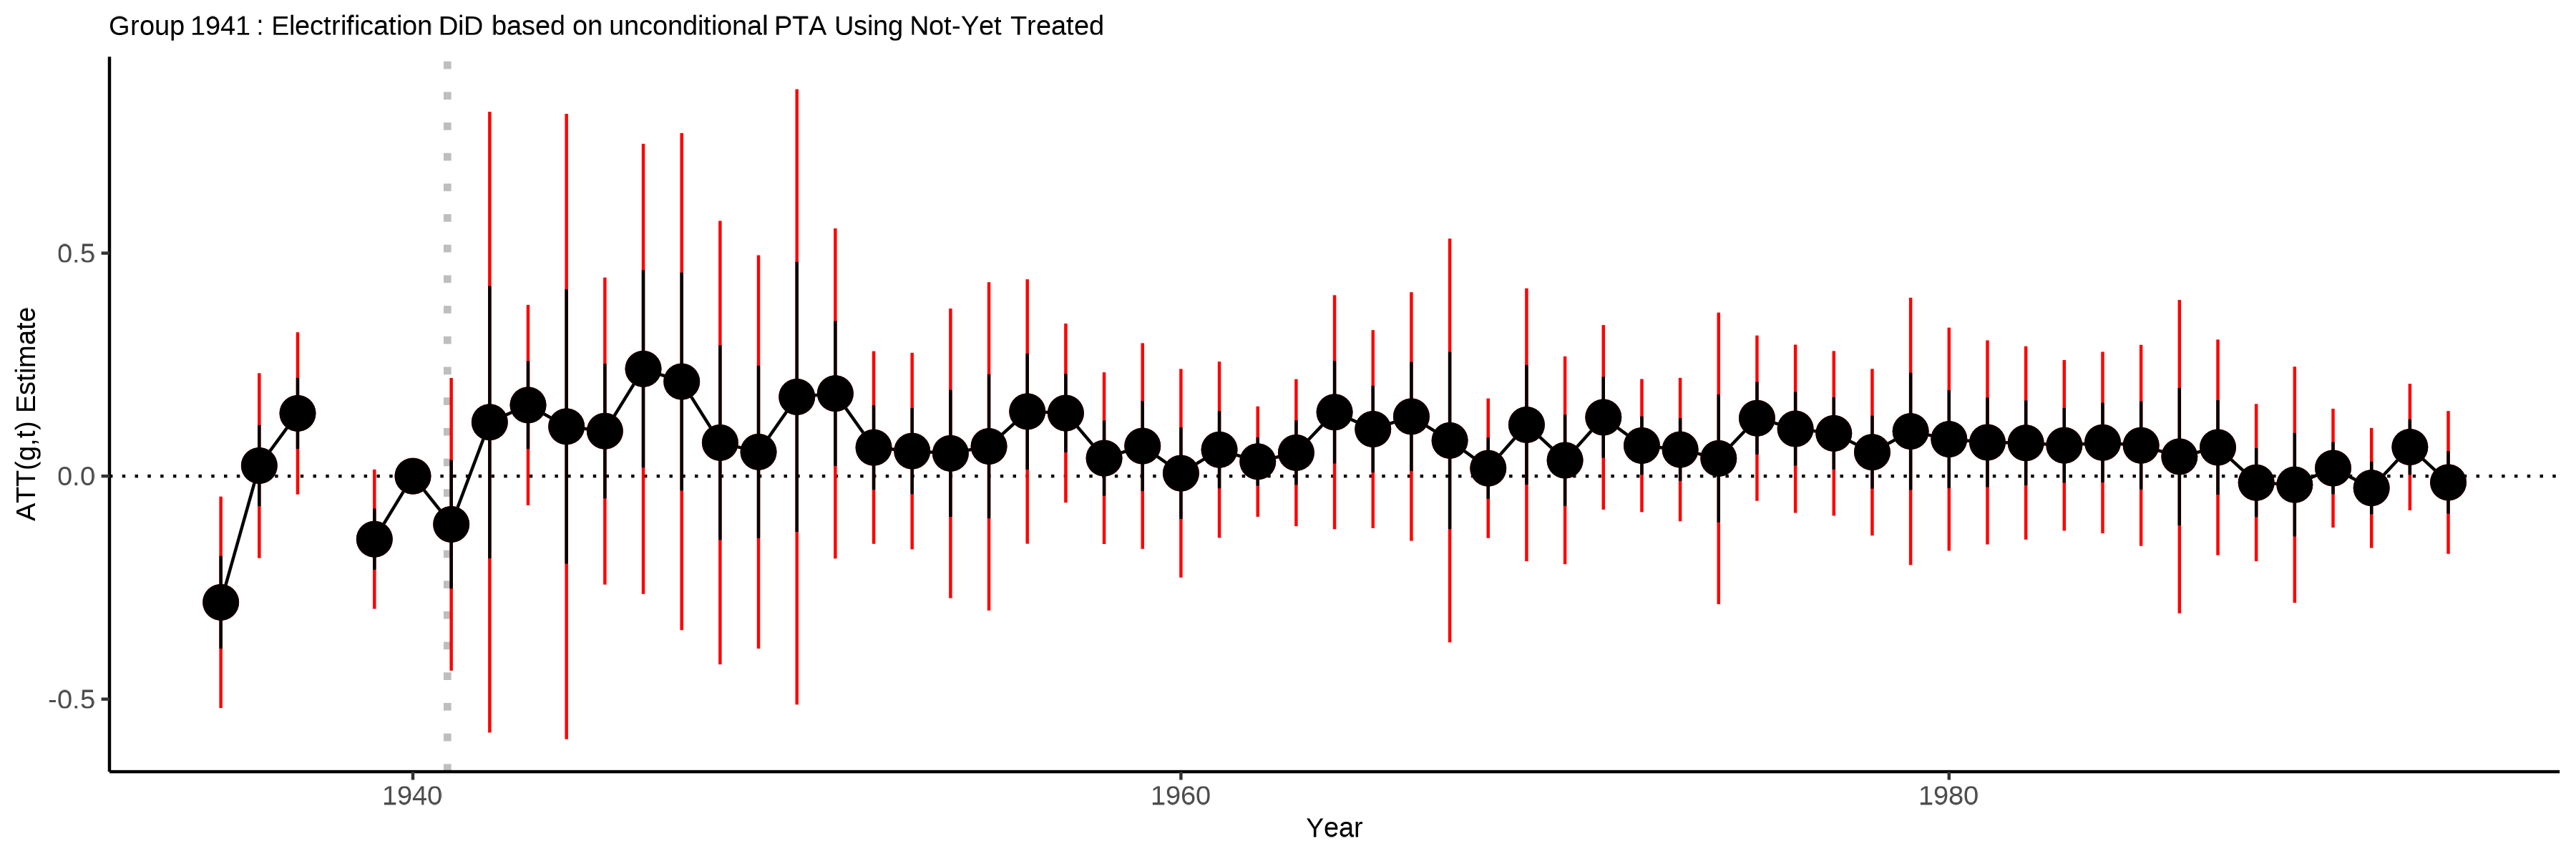 Group 1941 : Electrification DiD based on unconditional PTA Using Not-Yet Treated
ATT(g,t) Estimate
0.5
0.0
-0.5
1940
1960
1980
Year